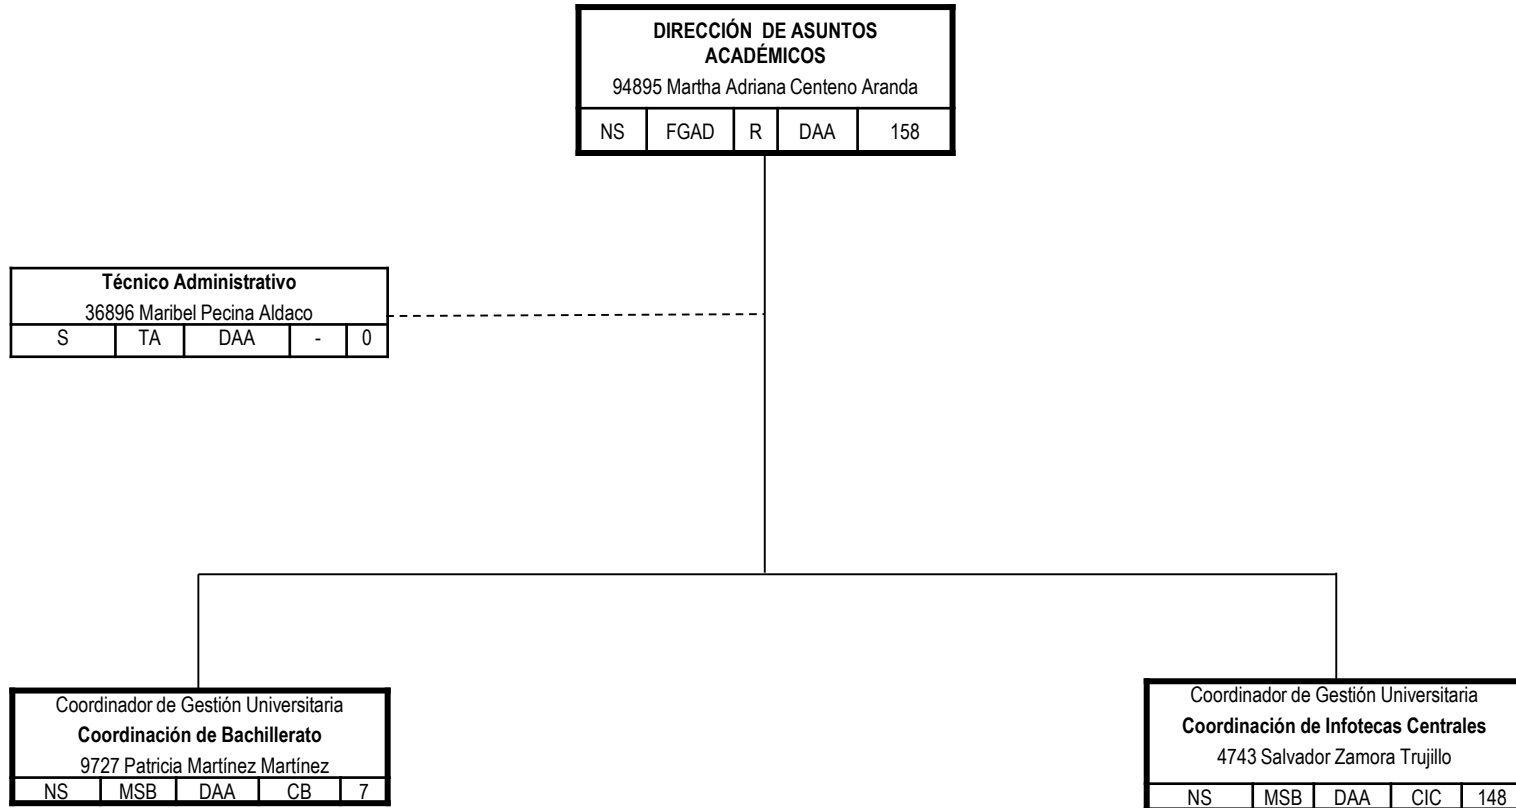 DIRECCIÓN DE ASUNTOS
ACADÉMICOS
94895 Martha Adriana Centeno Aranda
NS FGAD R DAA 158
Técnico Administrativo
36896 Maribel Pecina Aldaco
S TA DAA - 0
Coordinador de Gestión Universitaria
Coordinación de Bachillerato
9727 Patricia Martínez Martínez
NS MSB DAA CB 7
Coordinador de Gestión Universitaria
Coordinación de Infotecas Centrales
4743 Salvador Zamora Trujillo
NS MSB DAA CIC 148